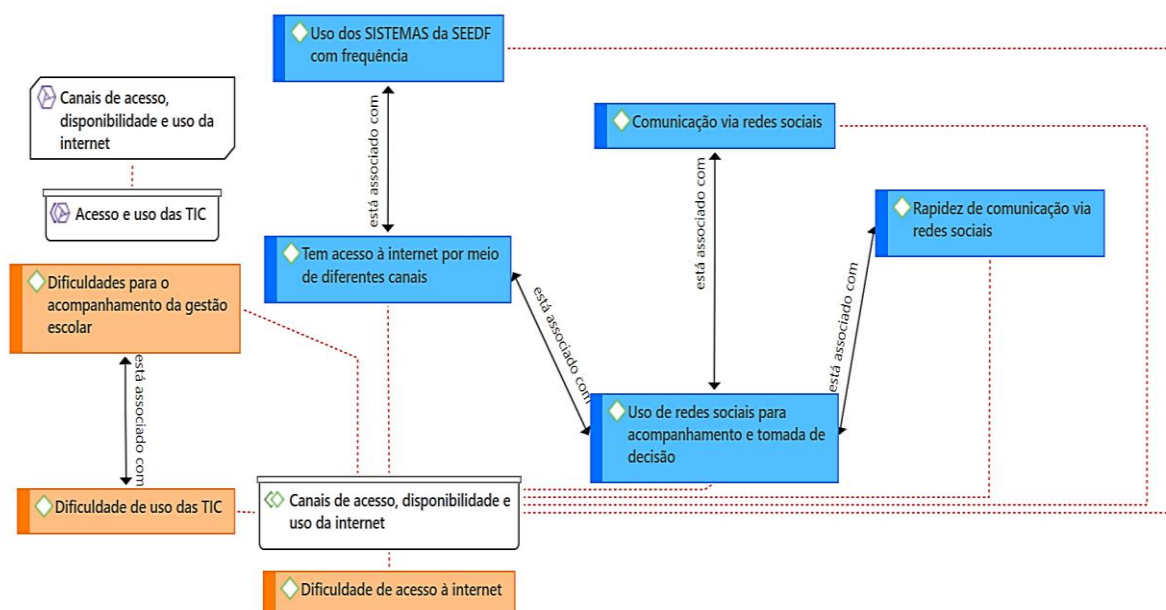 Uso dos SISTEMAS da SEEDF
com frequência
Canais de acesso,
disponibilidade e uso da
internet
Comunicação via redes sociais
está associado com
está associado com
Acesso e uso das TIC
Rapidez de comunicação via
redes sociais
Tem acesso à internet por meio
de diferentes canais
Dificuldades para o
acompanhamento da gestão
escolar
está associado com
está associado com
está associado com
Uso de redes sociais para
acompanhamento e tomada de
decisão
Dificuldade de uso das TIC
Canais de acesso, disponibilidade e
uso da internet
Dificuldade de acesso à internet